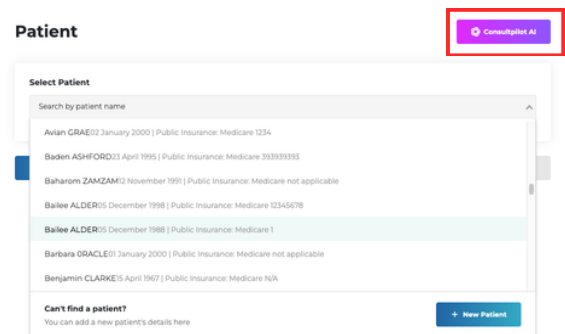 Patient
Consultpilot AI
Select Patient
Search by patient name
Avian GRAE02 January 2000 | Public Insurance: Medicare 1234
Baden ASHFORD23 April 1995 | Public Insurance: Medicare 393939393
Baharom ZAMZAM12 November 1991 | Public Insurance: Medicare not applicable
Bailee ALDER05 December 1998 | Public Insurance: Medicare 12345678
Bailee ALDER05 December 1988 | Public Insurance: Medicare 1
Barbara ORACLE01 January 2000 | Public Insurance: Medicare not applicable
Benjamin CLARKE15 April 1967 | Public Insurance: Medicare N/A
Can't find a patient?
You can add a new patient's details here
+ New Patient